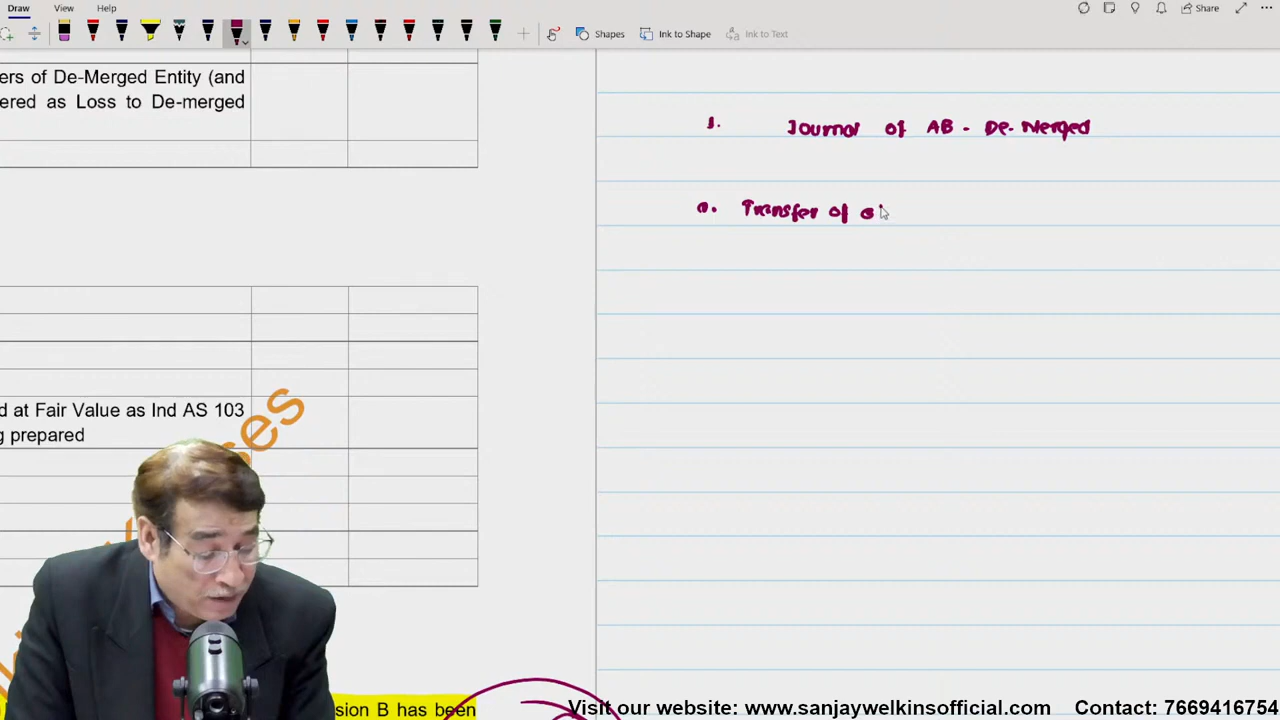 Draw View Help Share
Shapes Ink to Shape Ink to Text
ers of De-Merged Entity (and
ered as Loss to De-merged
1. Journal of AB - De-Merged
a. Transfer of
d at Fair Value as Ind AS 103
g prepared
ses
sion B has been
Visit our website: www.sanjaywelkinsofficial.com Contact: 7669416754